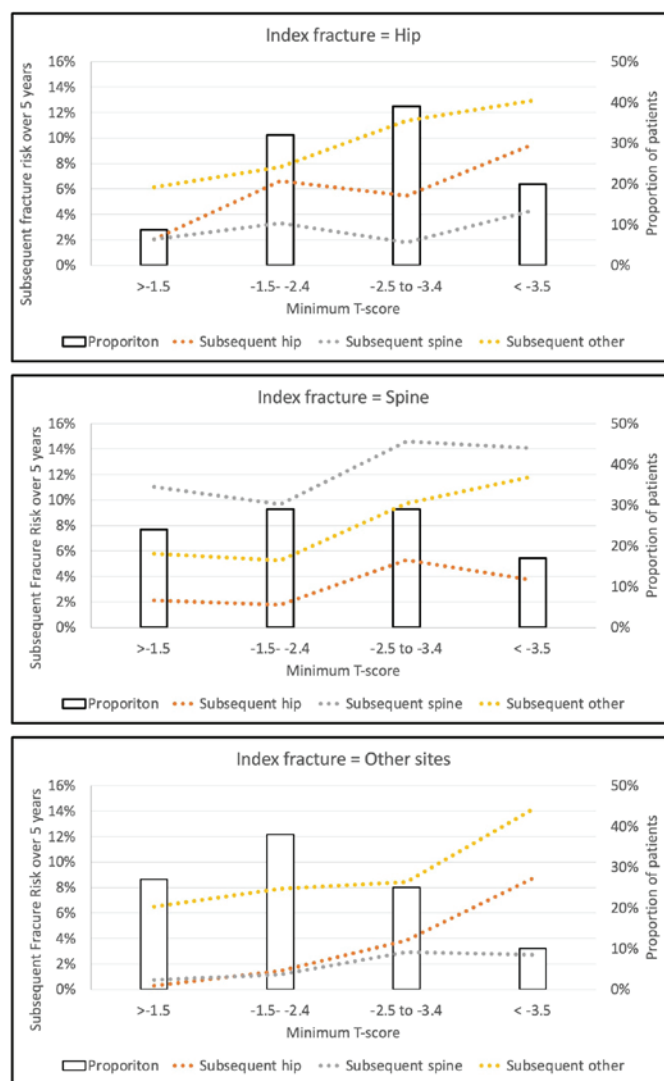 Index fracture = Hip
Subsequent fracture risk over 5 years
16%
14%
12%
10%
8%
6%
4%
2%
0%
50%
40%
30%
20%
10%
0%
Proportion of patients
>-1.5 -1.5- -2.4 -2.5 to -3.4 < -3.5
Minimum T-score
Proporiton Subsequent hip Subsequent spine Subsequent other
Index fracture = Spine
Subsequent Fracure Risk over 5 years
16%
14%
12%
10%
8%
6%
4%
2%
0%
50%
40%
30%
20%
10%
0%
Proportion of patients
>-1.5 -1.5- -2.4 -2.5 to -3.4 < -3.5
Minimum T-score
Proporiton Subsequent hip Subsequent spine Subsequent other
Index fracture = Other sites
Subsequent Fracure Risk over 5 years
16%
14%
12%
10%
8%
6%
4%
2%
0%
50%
40%
30%
20%
10%
0%
Proportion of patients
>-1.5 -1.5- -2.4 -2.5 to -3.4 < -3.5
Minimum T-score
Proporiton Subsequent hip Subsequent spine Subsequent other